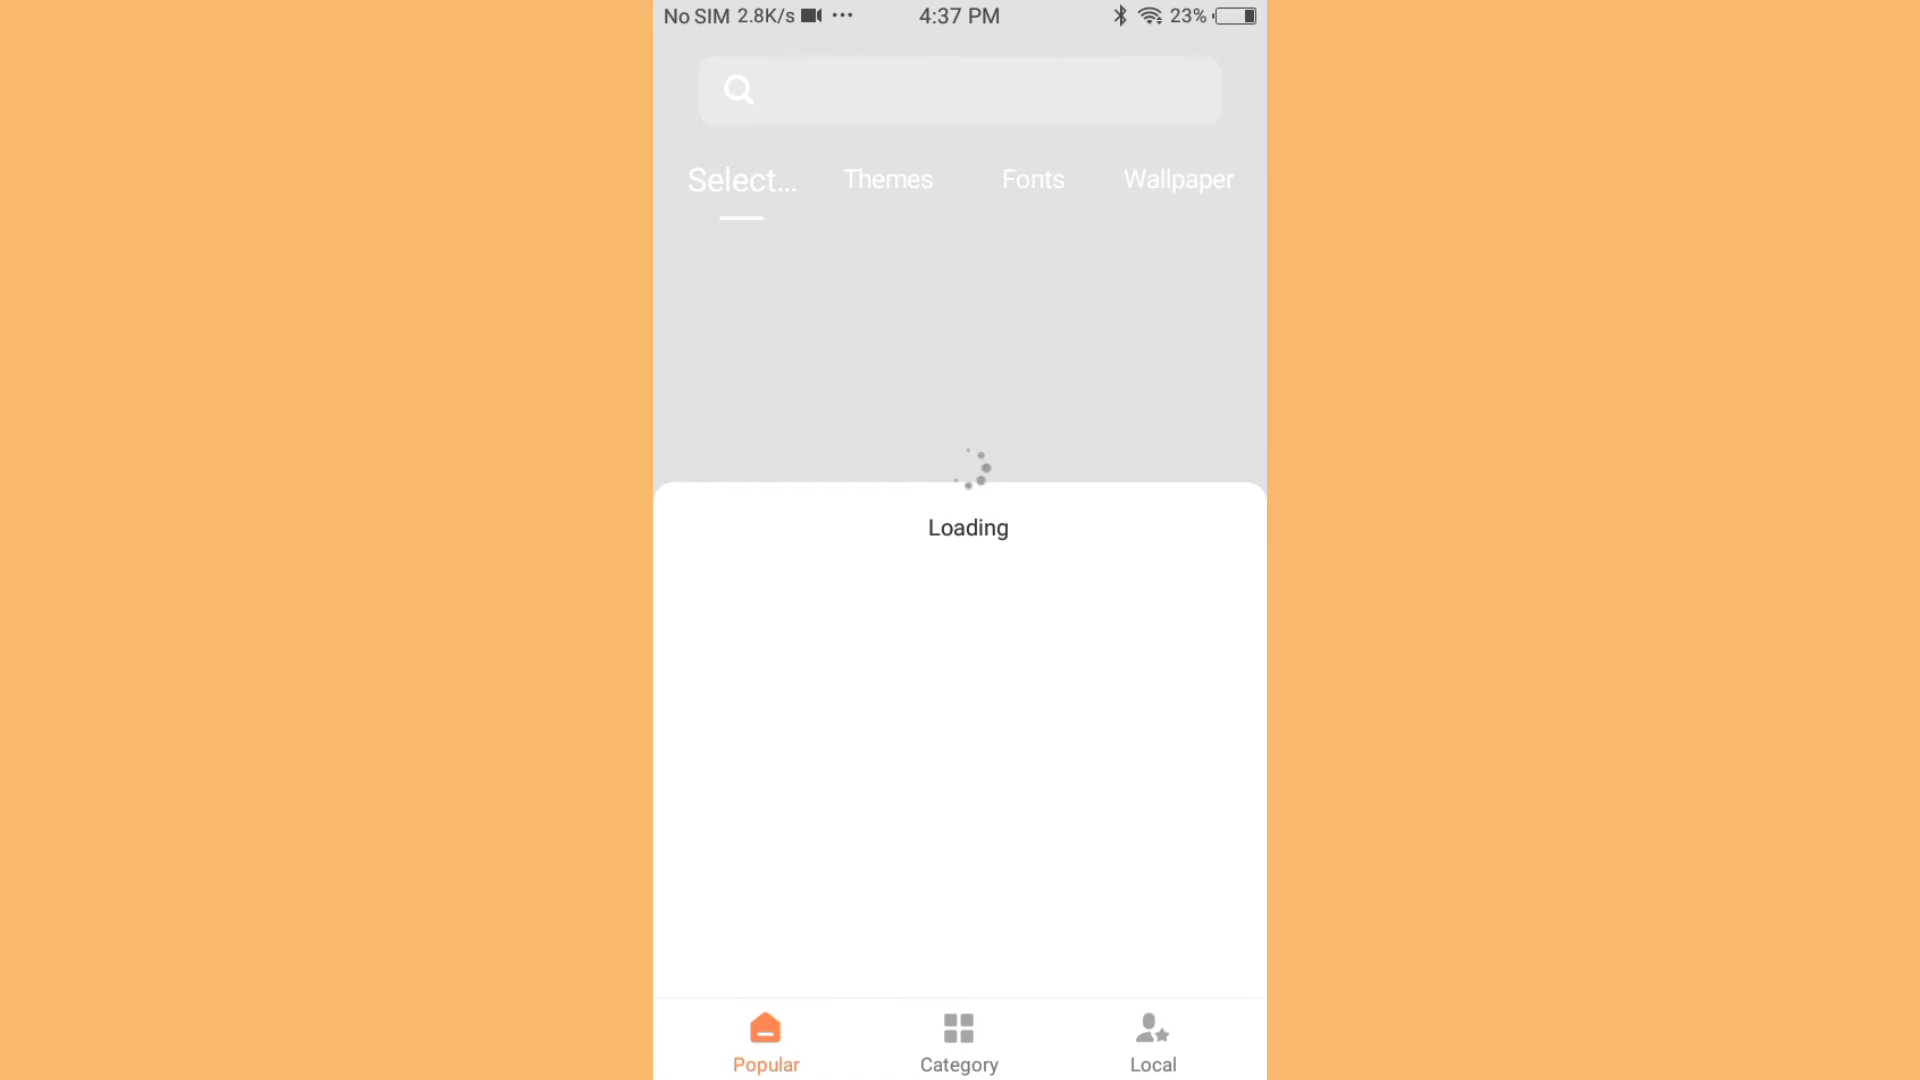 No SIM 2.8K/s ... 4:37 PM 23%
Select... Themes Fonts Wallpaper
Loading
Popular Category Local